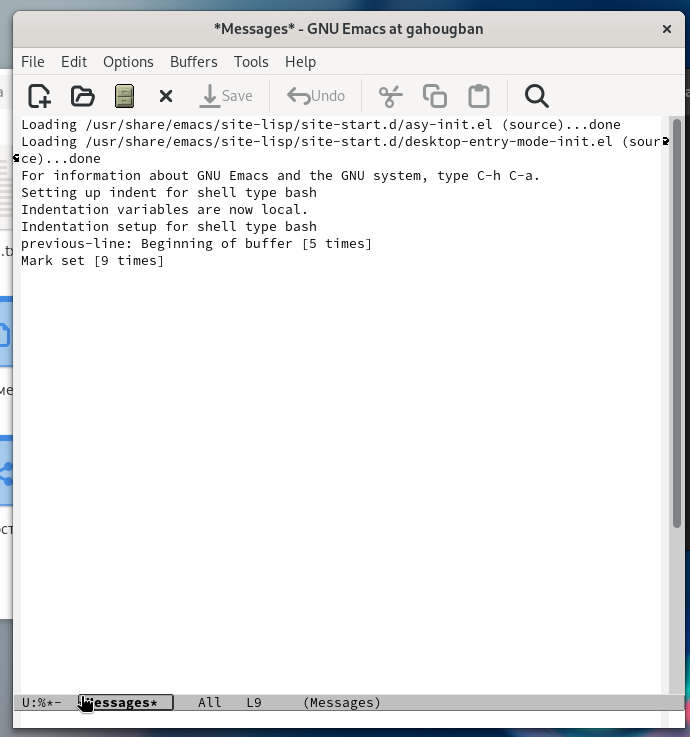 *Messages* - GNU Emacs at gahougban
File Edit Options Buffers Tools Help
Save Undo
Loading /usr/share/emacs/site-lisp/site-start.d/asy-init.el (source)...done
Loading /usr/share/emacs/site-lisp/site-start.d/desktop-entry-mode-init.el (sour
ce)...done
For information about GNU Emacs and the GNU system, type C-h C-a.
Setting up indent for shell type bash
Indentation variables are now local.
Indentation setup for shell type bash
previous-line: Beginning of buffer [5 times]
Mark set [9 times]
U:%*- essages* All L9 (Messages)